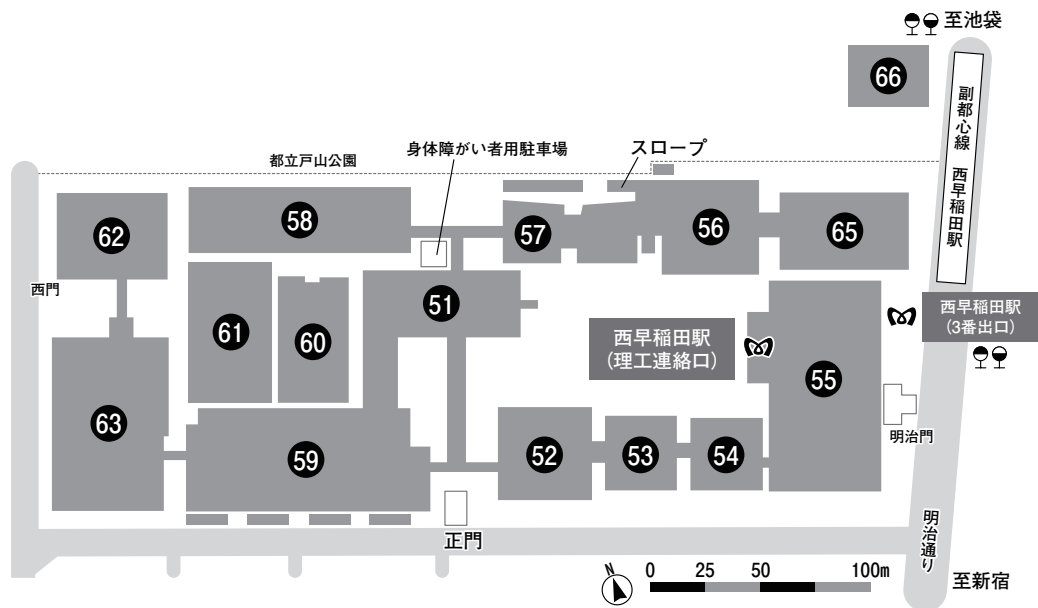 至池袋
66
副都心線 西早稲田駅
身体障がい者用駐車場
スロープ
都立戸山公園
62
58
57
56
65
西門
51
61
60
西早稲田駅
(理工連絡口)
西早稲田駅
(3番出口)
55
63
明治門
59
52
53
54
正門
明治通り
N
0 25 50 100m
至新宿